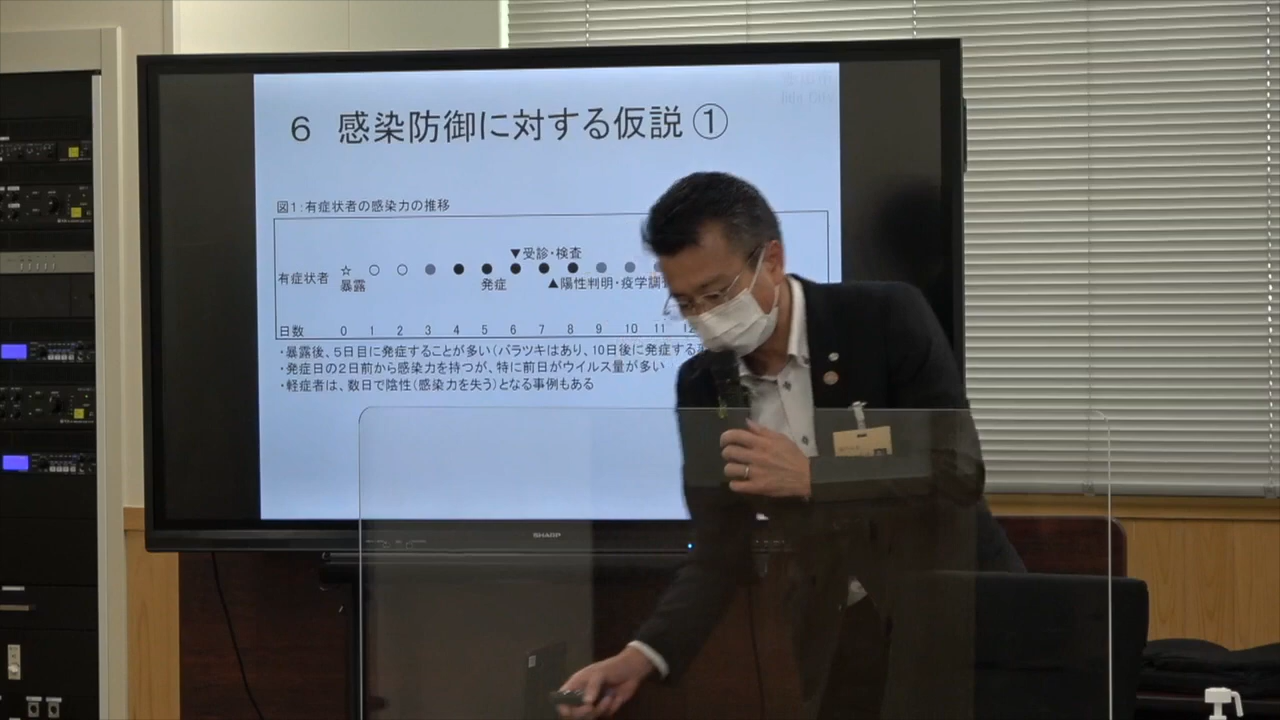 6 感染防御に対する仮説①
図1:有症状者の感染力の推移
▼受診・検査
有症状者 ☆ ○ ○ ● ● ● ● ● ● ● ●
暴露 発症 ▲陽性判明・疫学調
日数 0 1 2 3 4 5 6 7 8 9 10 11 12
・暴露後、5日目に発症することが多い(バラツキはあり、10日後に発症する
・発症日の2日前から感染力を持つが、特に前日がウイルス量が多い
・軽症者は、数日で陰性(感染力を失う)となる事例もある
SHARP